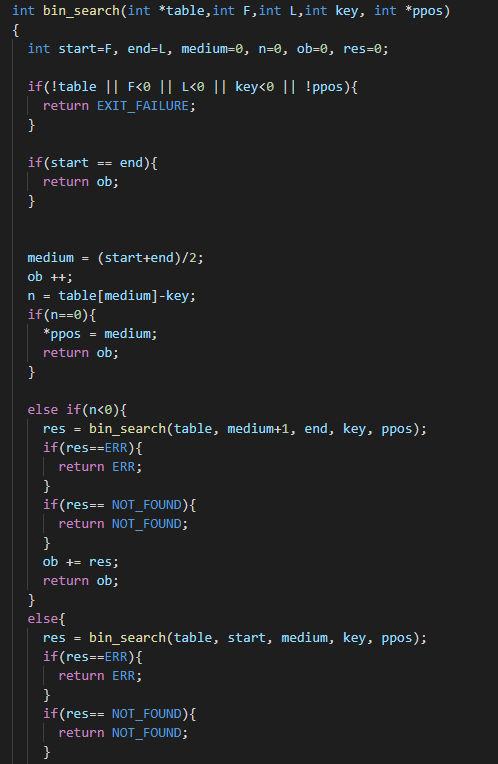 int bin_search(int *table,int F,int L,int key, int *ppos)
{
  int start=F, end=L, medium=0, n=0, ob=0, res=0;

  if(!table || F<0 || L<0 || key<0 || !ppos){
    return EXIT_FAILURE;
  }

  if(start == end){
    return ob;
  }


  medium = (start+end)/2;
  ob ++;
  n = table[medium]-key;
  if(n==0){
    *ppos = medium;
    return ob;
  }

  else if(n<0){
    res = bin_search(table, medium+1, end, key, ppos);
    if(res==ERR){
      return ERR;
    }
    if(res== NOT_FOUND){
      return NOT_FOUND;
    }
    ob += res;
    return ob;
  }
  else{
    res = bin_search(table, start, medium, key, ppos);
    if(res==ERR){
      return ERR;
    }
    if(res== NOT_FOUND){
      return NOT_FOUND;
    }